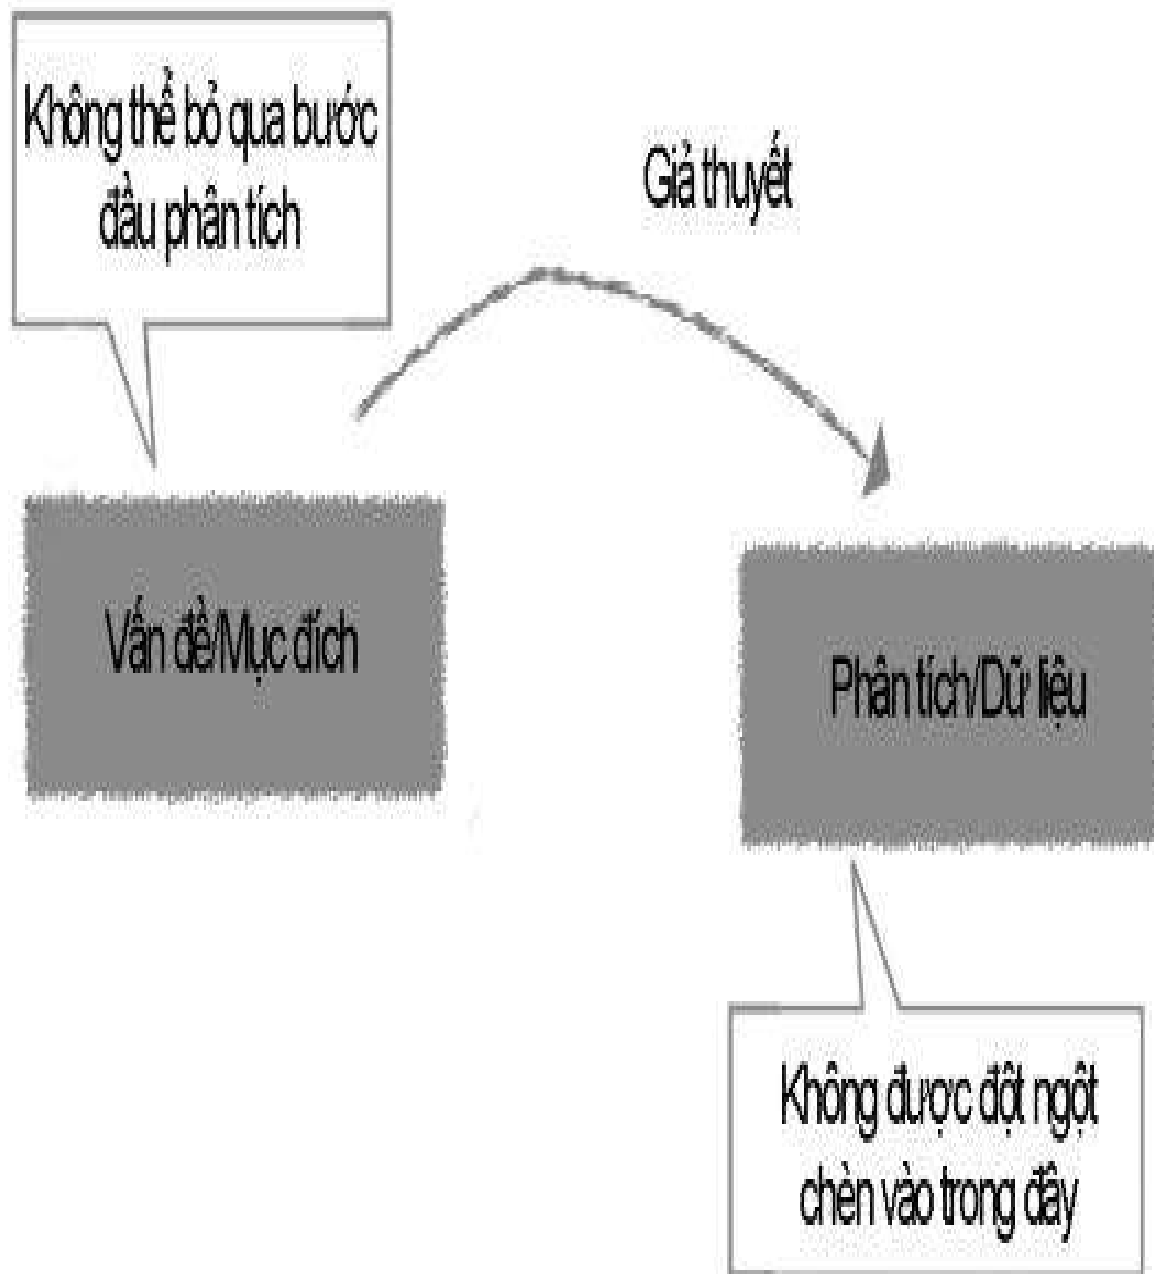 Không thể bỏ qua bước
đầu phân tích
Giả thuyết
Vấn đề/Mục đích
Phân tích/Dữ liệu
Không được đột ngột
chèn vào trong đây